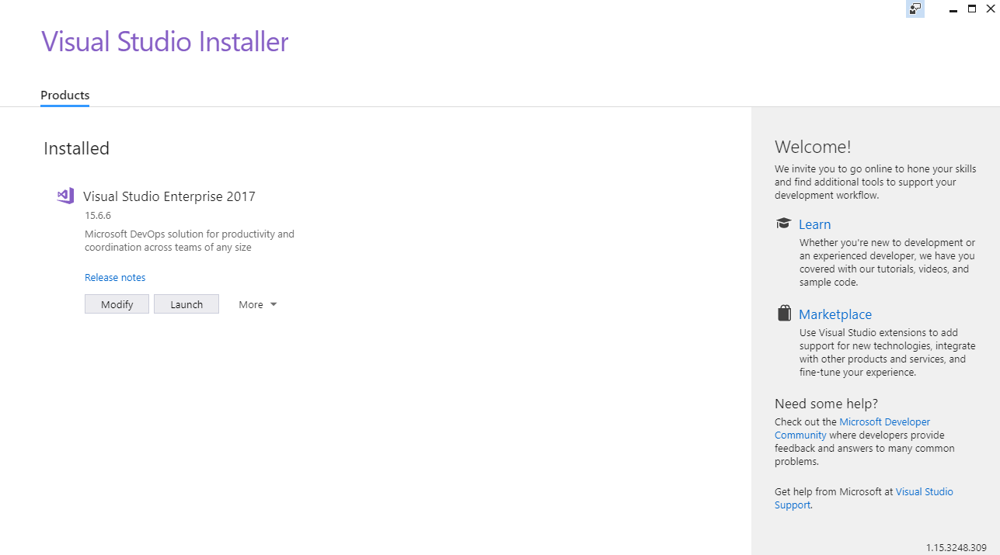 Visual Studio Installer
Products
Installed
Visual Studio Enterprise 2017
15.6.6
Microsoft DevOps solution for productivity and
coordination across teams of any size
Release notes
Modify
Launch
More
Welcome!
We invite you to go online to hone your skills
and find additional tools to support your
development workflow.
Learn
Whether you're new to development or
an experienced developer, we have you
covered with our tutorials, videos, and
sample code.
Marketplace
Use Visual Studio extensions to add
support for new technologies, integrate
with other products and services, and
fine-tune your experience.
Need some help?
Check out the Microsoft Developer
Community where developers provide
feedback and answers to many common
problems.
Get help from Microsoft at Visual Studio
Support.
1.15.3248.309